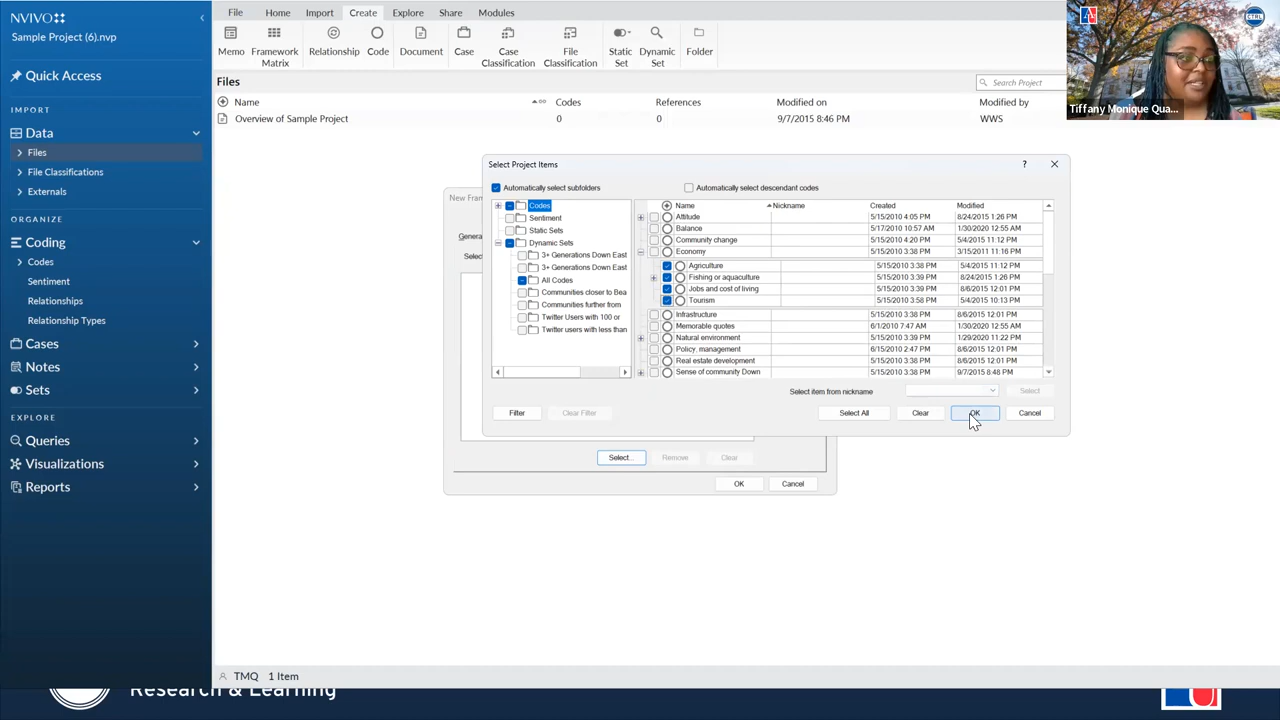 NVIVO
Sample Project (6).nvp
Quick Access
IMPORT
Data
Files
File Classifications
Externals
ORGANIZE
Coding
Codes
Sentiment
Relationships
Relationship Types
Cases
Notes
Sets
EXPLORE
Queries
Visualizations
Reports
File Home Import Create Explore Share Modules
Memo Framework Matrix Relationship Code Document Case Case Classification File Classification Static Set Dynamic Set Folder
Files
Search Project
Name Codes References Modified on Modified by
Overview of Sample Project 0 0 9/7/2015 8:46 PM WWS
Tiffany Monique Qua...
CTRL
New Fram
Genera
Selec
Select Project Items ?
Automatically select subfolders Automatically select descendant codes
Codes
Sentiment
Static Sets
Dynamic Sets
3+ Generations Down East
3+ Generations Down East
All Codes
Communities closer to Bea
Communities further from
Twitter Users with 100 or
Twitter users with less than
Name Nickname Created Modified
Attitude 5/15/2010 4:05 PM 8/24/2015 1:26 PM
Balance 5/17/2010 10:57 AM 1/30/2020 12:55 AM
Community change 5/15/2010 4:20 PM 5/4/2015 11:12 PM
Economy 5/15/2010 3:38 PM 3/15/2011 11:16 PM
Agriculture 5/15/2010 3:38 PM 5/4/2015 11:12 PM
Fishing or aquaculture 5/15/2010 3:39 PM 8/24/2015 1:26 PM
Jobs and cost of living 5/15/2010 3:39 PM 8/6/2015 12:01 PM
Tourism 5/15/2010 3:58 PM 5/4/2015 10:13 PM
Infrastructure 5/15/2010 3:38 PM 8/6/2015 12:01 PM
Memorable quotes 6/1/2010 7:47 AM 1/30/2020 12:55 AM
Natural environment 5/15/2010 3:39 PM 1/29/2020 11:22 PM
Policy, management 6/15/2010 2:47 PM 8/6/2015 12:01 PM
Real estate development 5/15/2010 3:39 PM 8/6/2015 12:01 PM
Sense of community Down 5/15/2010 3:38 PM 9/7/2015 8:48 PM
Select item from nickname Select
Filter Clear Filter Select All Clear OK Cancel
Select... Remove Clear
OK Cancel
TMQ 1 Item
Research & Learning